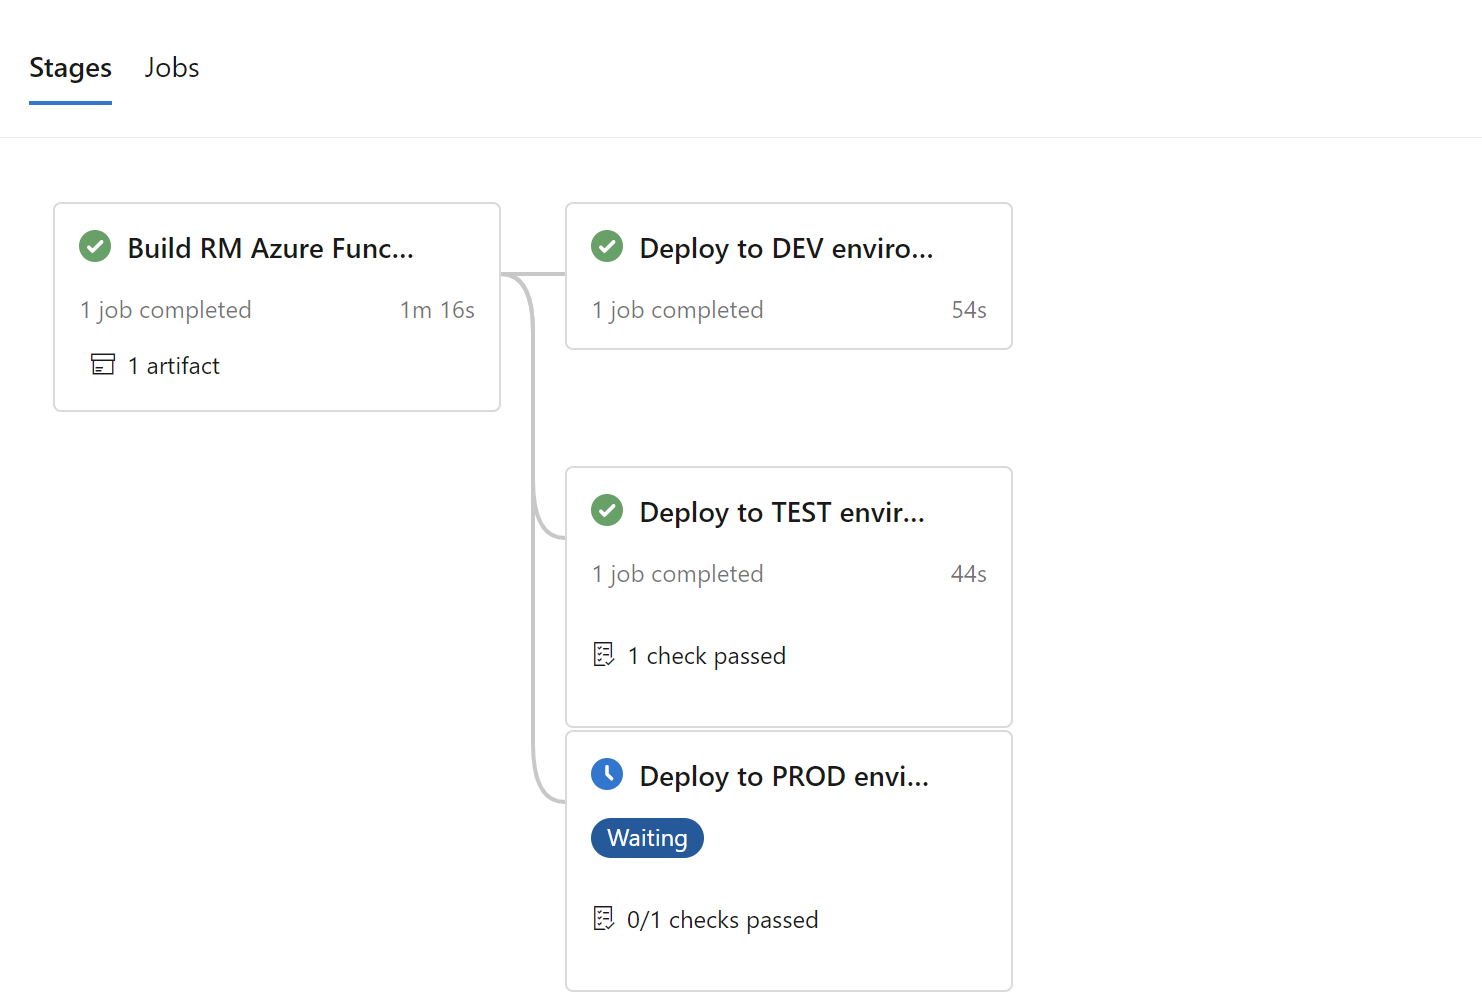 Stages Jobs
Build RM Azure Func...
1 job completed 1m 16s
1 artifact
Deploy to DEV enviro...
1 job completed 54s
Deploy to TEST envir...
1 job completed 44s
1 check passed
Deploy to PROD envi...
Waiting
0/1 checks passed